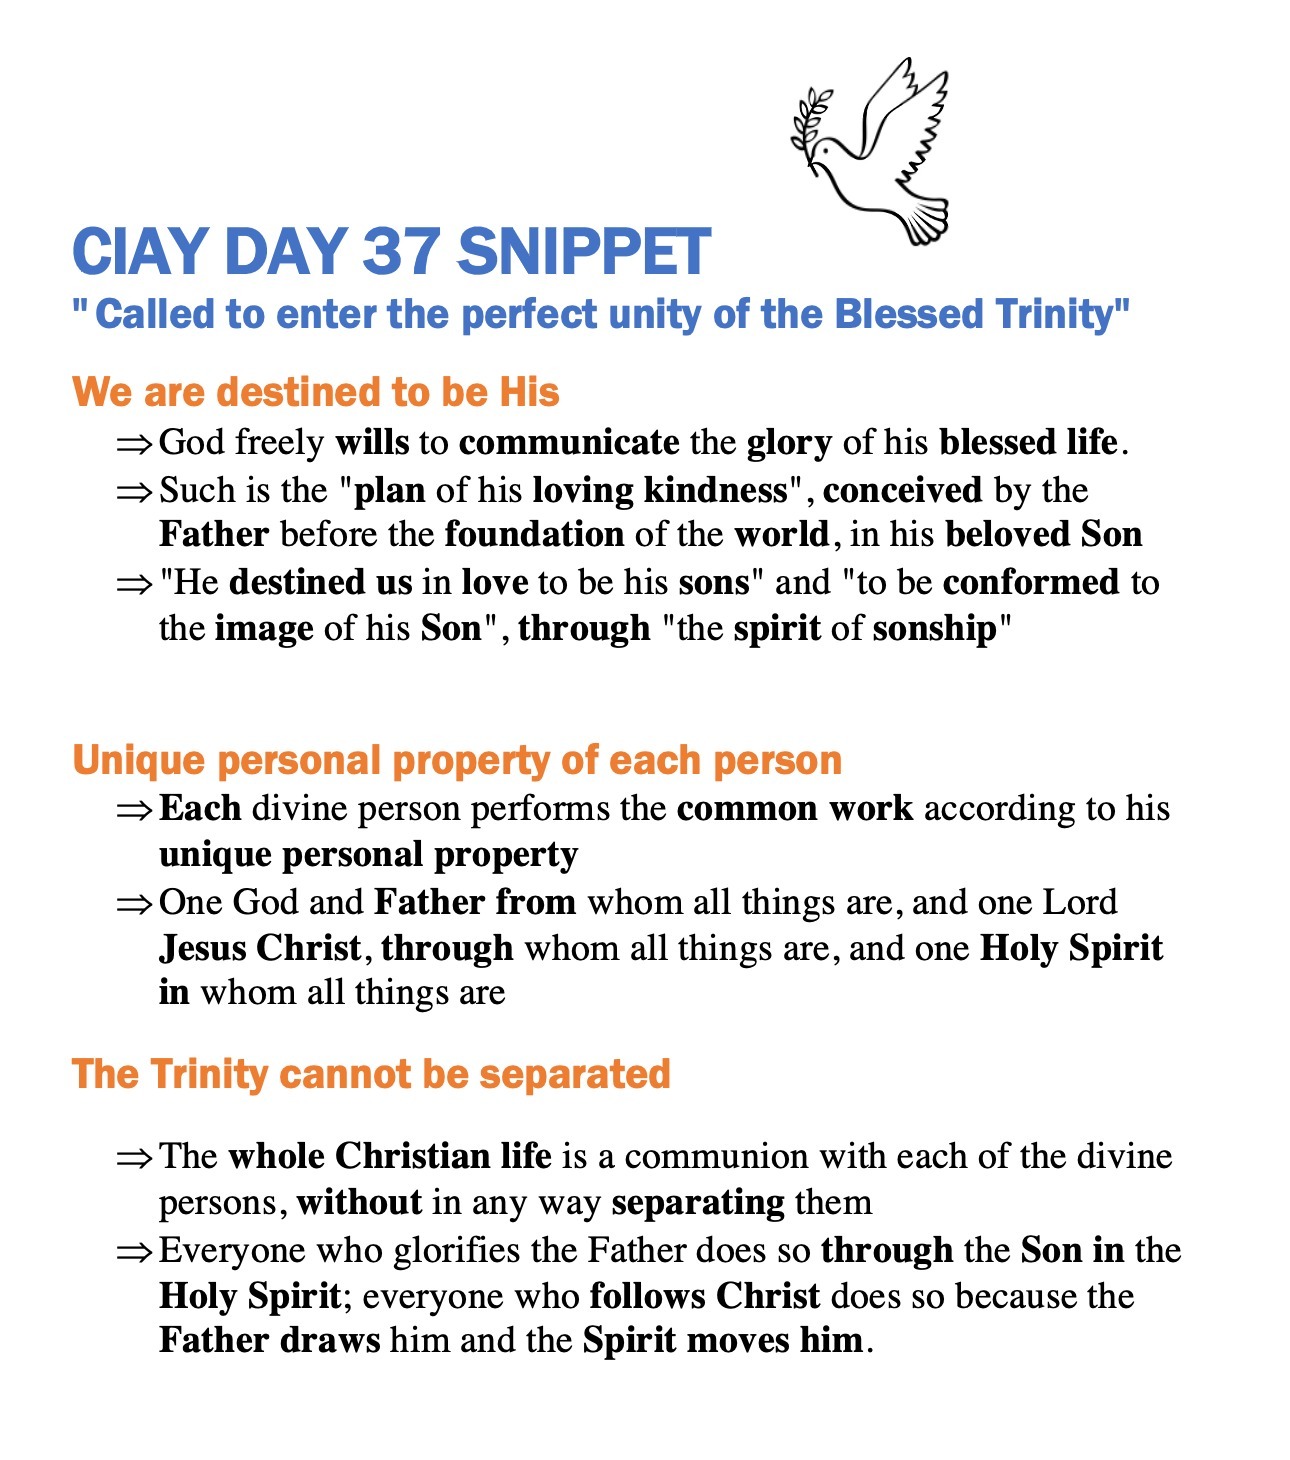 CIAY DAY 37 SNIPPET
" Called to enter the perfect unity of the Blessed Trinity"
We are destined to be His
⇒ God freely wills to communicate the glory of his blessed life.
⇒ Such is the "plan of his loving kindness", conceived by the
Father before the foundation of the world, in his beloved Son
⇒ "He destined us in love to be his sons" and "to be conformed to
the image of his Son", through "the spirit of sonship"
Unique personal property of each person
⇒ Each divine person performs the common work according to his
unique personal property
⇒ One God and Father from whom all things are, and one Lord
Jesus Christ, through whom all things are, and one Holy Spirit
in whom all things are
The Trinity cannot be separated
⇒ The whole Christian life is a communion with each of the divine
persons, without in any way separating them
⇒ Everyone who glorifies the Father does so through the Son in the
Holy Spirit; everyone who follows Christ does so because the
Father draws him and the Spirit moves him.